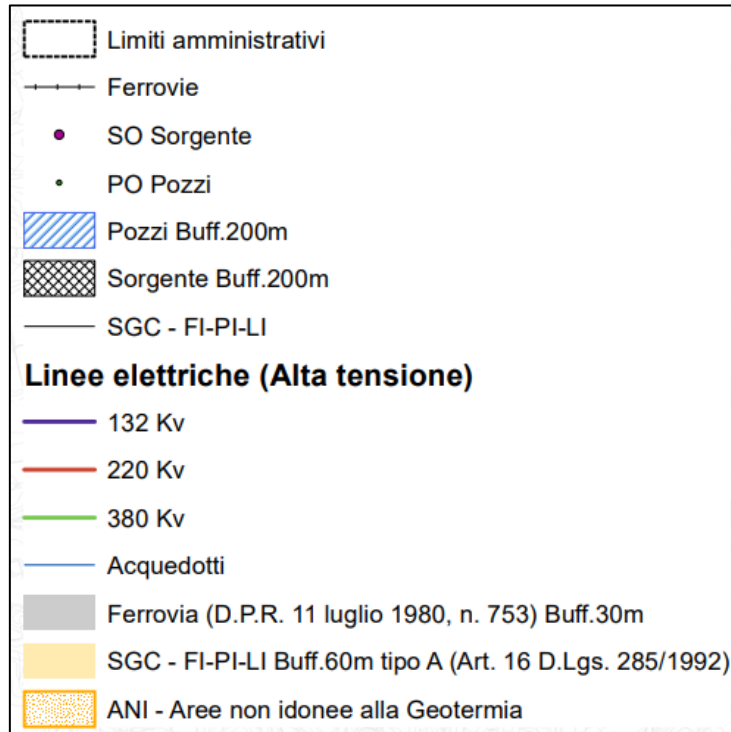 Limiti amministrativi
Ferrovie
SO Sorgente
PO Pozzi
Pozzi Buff.200m
Sorgente Buff.200m
SGC - FI-PI-LI
Linee elettriche (Alta tensione)
132 Kv
220 Kv
380 Kv
Acquedotti
Ferrovia (D.P.R. 11 luglio 1980, n. 753) Buff.30m
SGC - FI-PI-LI Buff.60m tipo A (Art. 16 D.Lgs. 285/1992)
ANI - Aree non idonee alla Geotermia